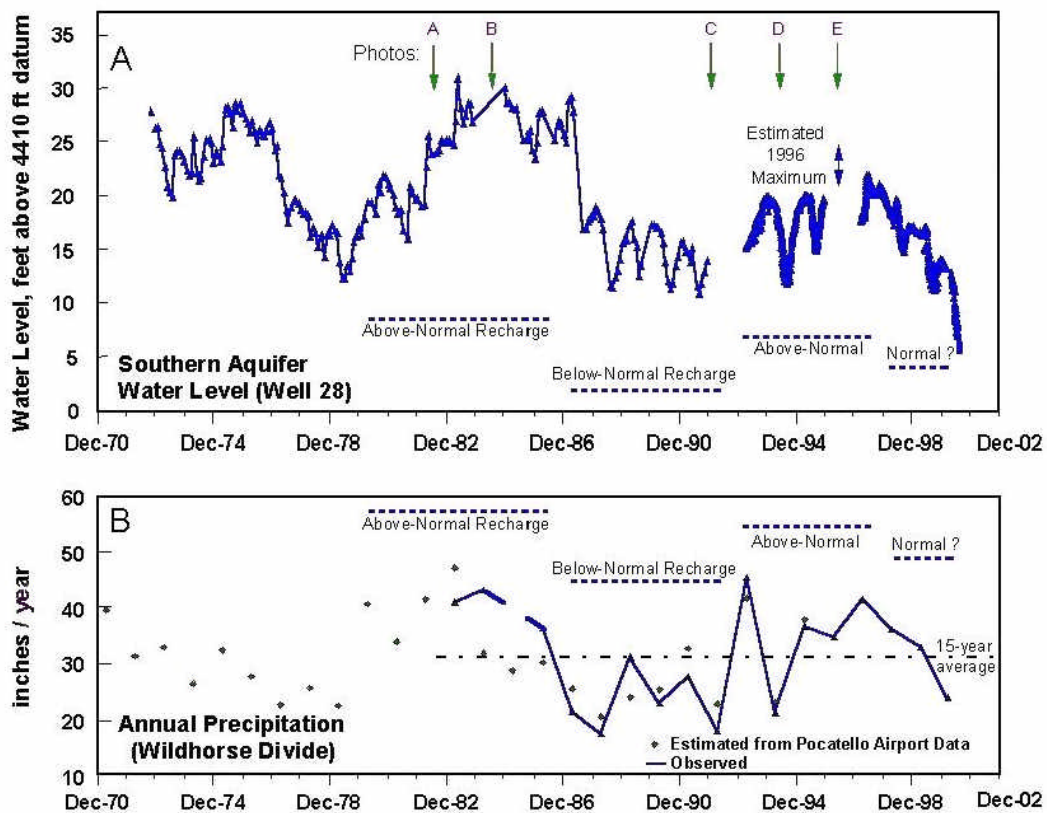 A
Photos:
A B C D E
Estimated
1996
Maximum
Water Level, feet above 4410 ft datum
35
30
25
20
15
10
5
0
Above-Normal Recharge
Below-Normal Recharge
Above-Normal
Normal ?
Southern Aquifer
Water Level (Well 28)
Dec-70 Dec-74 Dec-78 Dec-82 Dec-86 Dec-90 Dec-94 Dec-98 Dec-02
B
inches / year
60
50
40
30
20
10
Above-Normal Recharge
Below-Normal Recharge
Above-Normal
Normal ?
15-year
average
Annual Precipitation
(Wildhorse Divide)
Estimated from Pocatello Airport Data
Observed
Dec-70 Dec-74 Dec-78 Dec-82 Dec-86 Dec-90 Dec-94 Dec-98 Dec-02